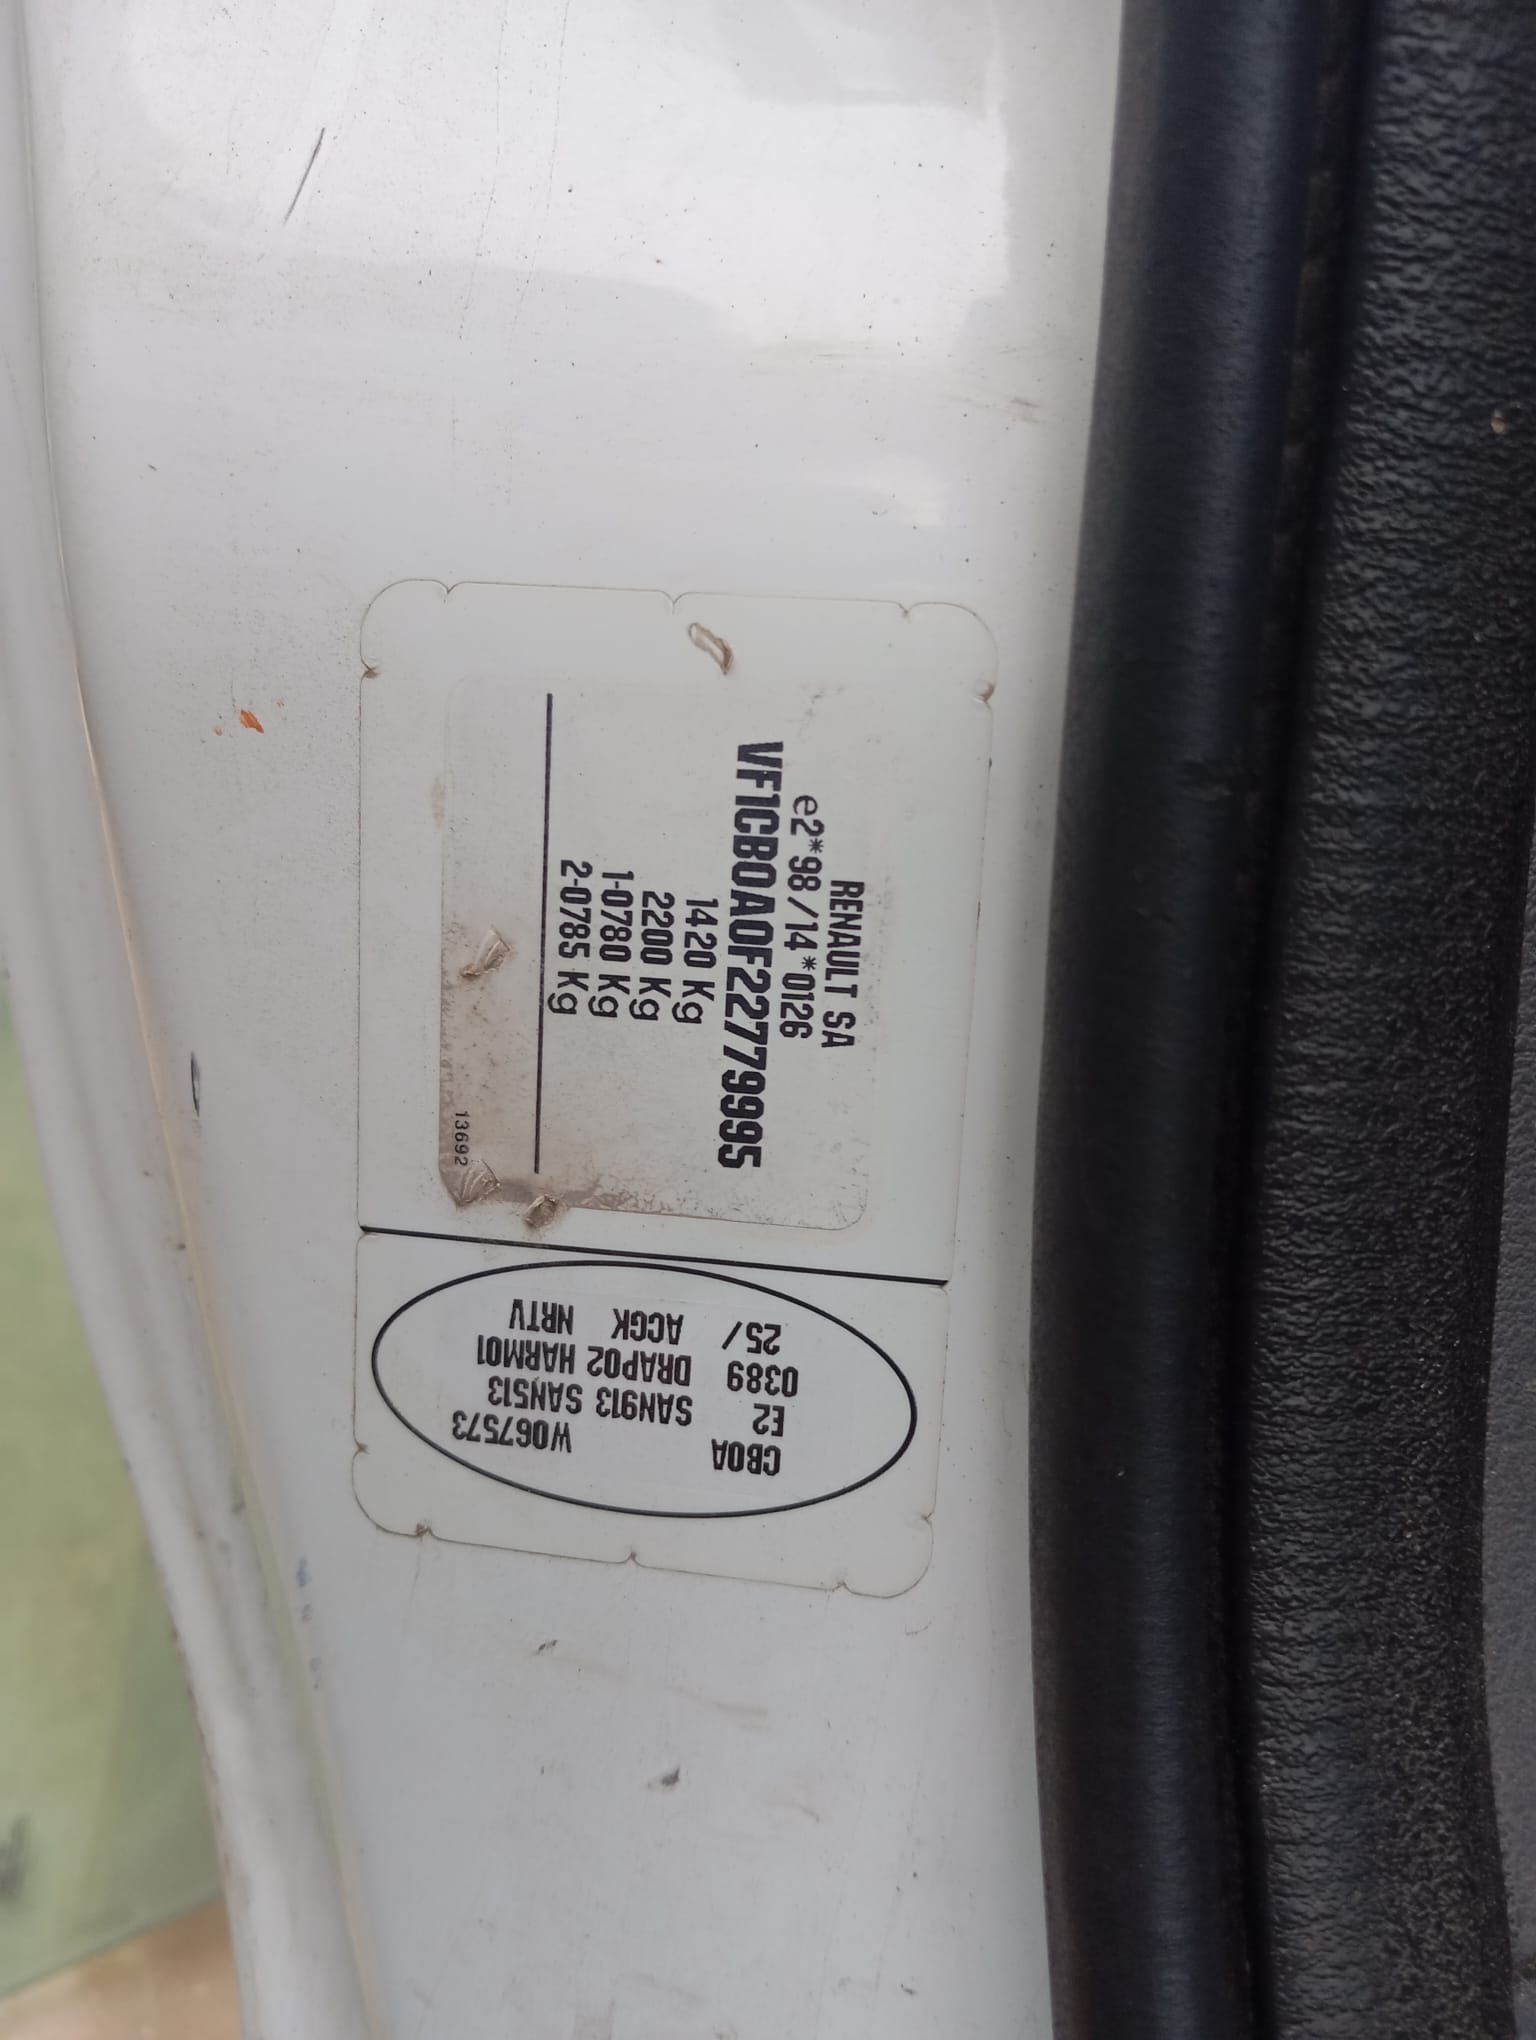 RENAULT SA
e2*98/14*0126
VF1CB0A0F22779995
1420 Kg
2200 Kg
1-0780 Kg
2-0785 Kg
13692
CB0A W067573
E2 SAN913 SAN513
0389 DRAP02 HARM01
25/ ACGK NRTV